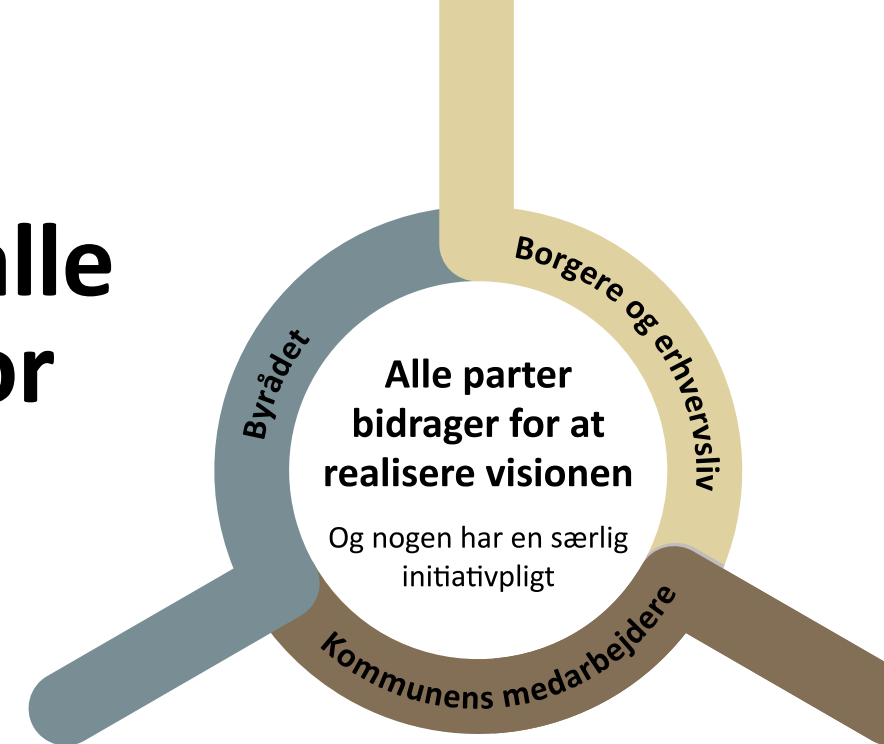 alle
Borgere og erhvervsliv
Byrådet
Alle parter
bidrager for at
realisere visionen
Og nogen har en særlig
initiativpligt
Kommunens medarbejdere